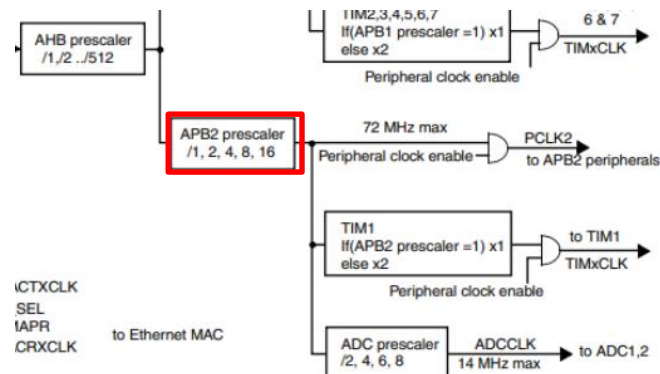 TIM2,3,4,5,6,7
If(APB1 prescaler =1) x1
else x2
6 & 7
TIMxCLK
Peripheral clock enable
AHB prescaler
/1,/2 ../512
APB2 prescaler
/1, 2, 4, 8, 16
72 MHz max
Peripheral clock enable
PCLK2
to APB2 peripherals
TIM1
If(APB2 prescaler =1) x1
else x2
to TIM1
TIMxCLK
Peripheral clock enable
ACTXCLK
SEL
MAPR
CRXCLK
to Ethernet MAC
ADC prescaler
/2, 4, 6, 8
ADCCLK
14 MHz max
to ADC1,2